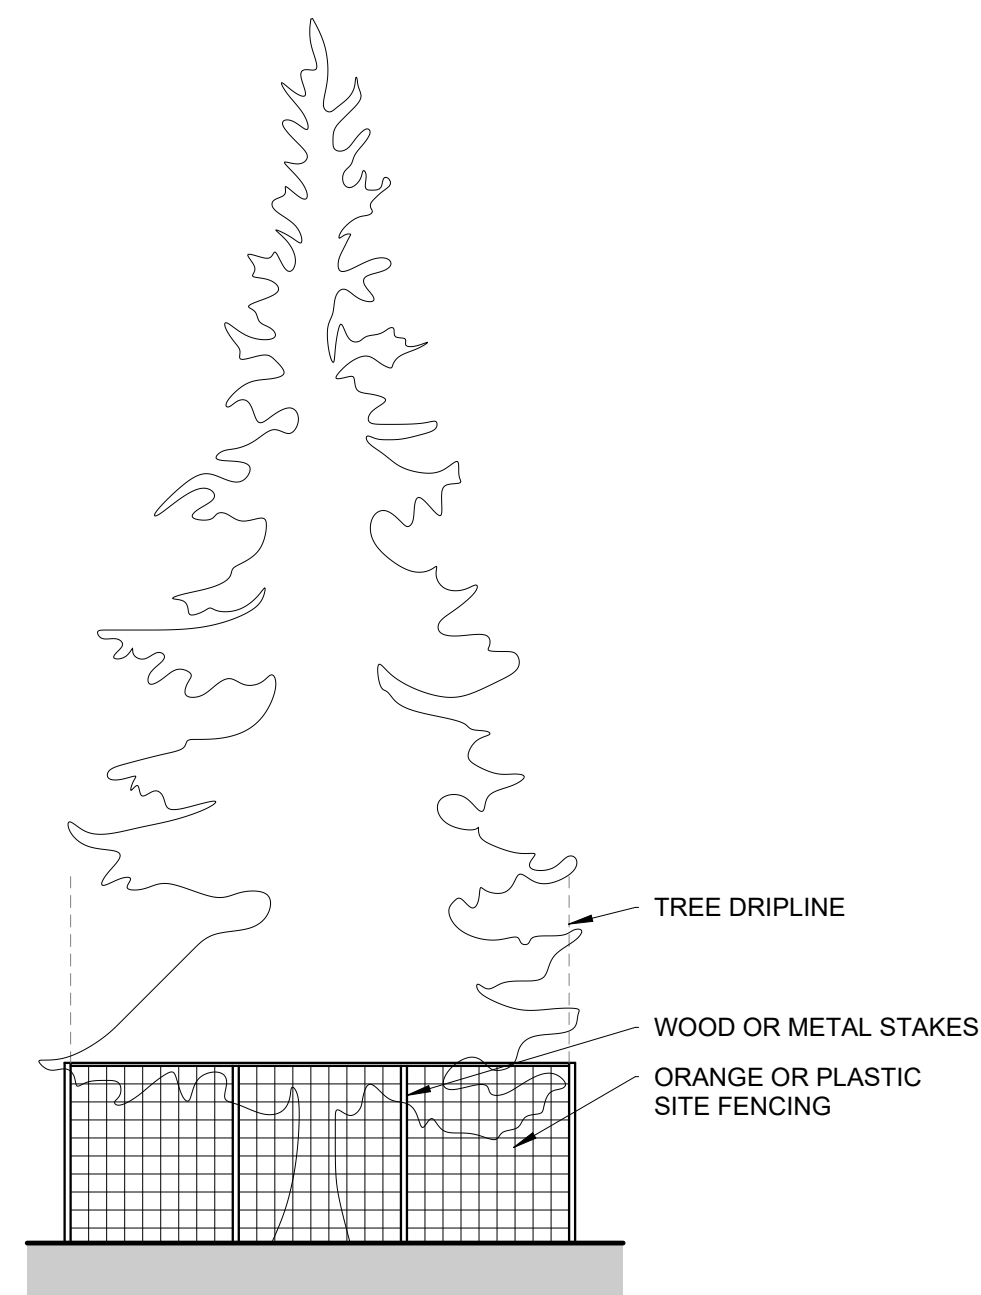 TREE DRIPLINE
WOOD OR METAL STAKES
ORANGE OR PLASTIC
SITE FENCING